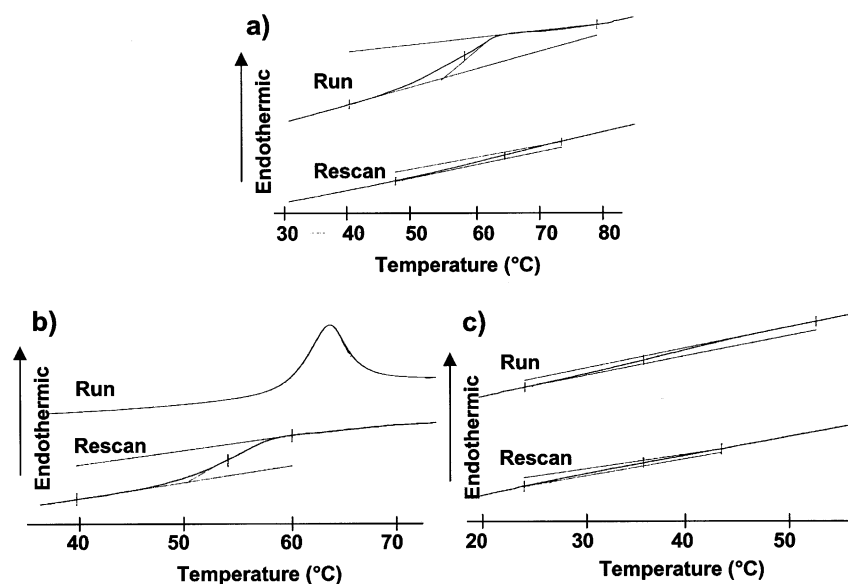 a)
Run
Rescan
Endothermic
30 40 50 60 70 80
Temperature (°C)
b)
Run
Rescan
Endothermic
40 50 60 70
Temperature (°C)
c)
Run
Rescan
Endothermic
20 30 40 50
Temperature (°C)